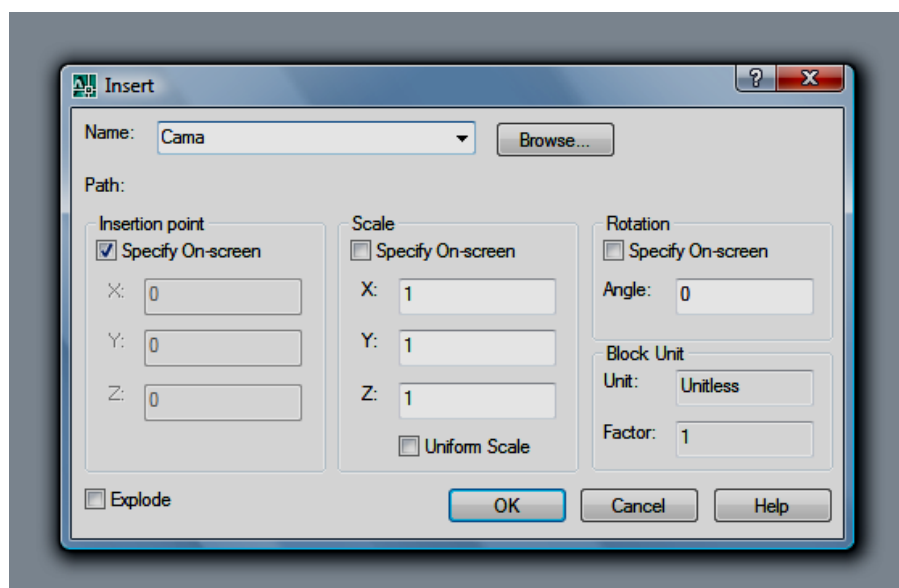 Insert
Name: Cama Browse...
Path:
Insertion point
Specify On-screen
X: 0
Y: 0
Z: 0
Scale
Specify On-screen
X: 1
Y: 1
Z: 1
Uniform Scale
Rotation
Specify On-screen
Angle: 0
Block Unit
Unit: Unitless
Factor: 1
Explode
OK Cancel Help